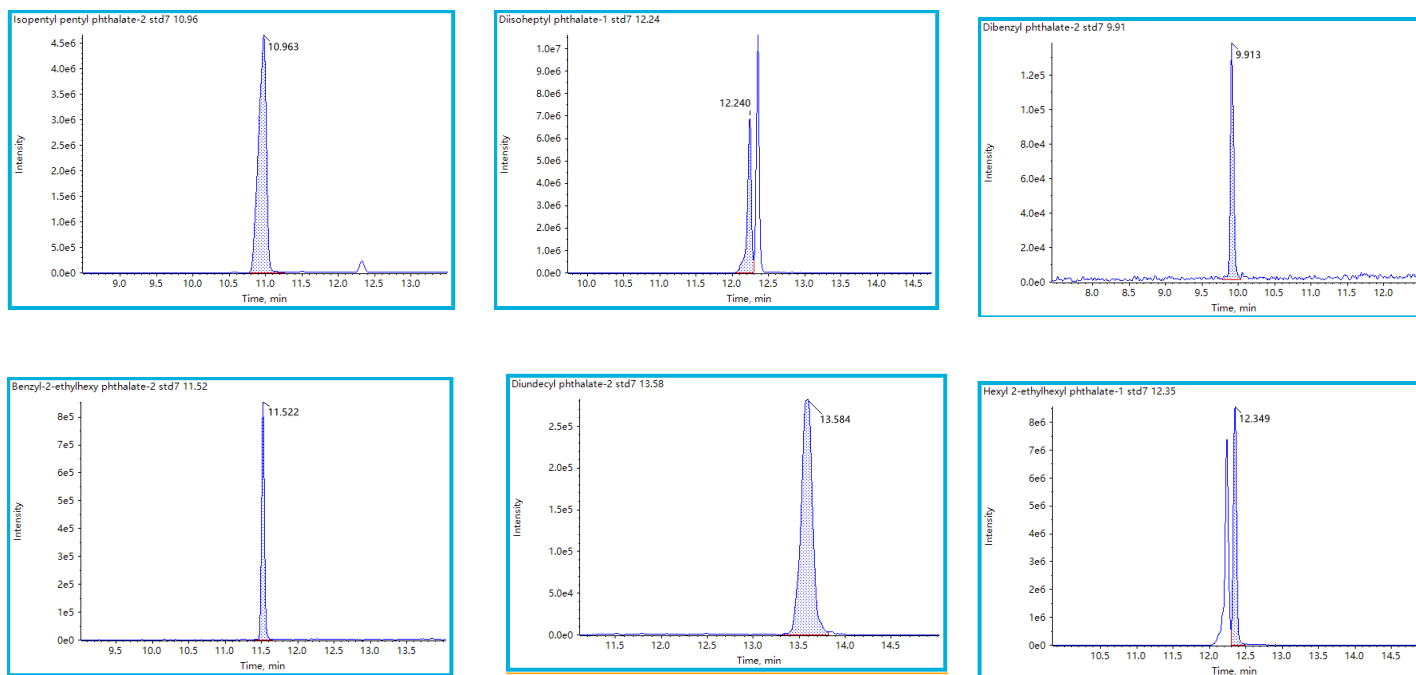 Isopentyl pentyl phthalate-2 std7 10.96
10.963
4.5e6
4.0e6
3.5e6
3.0e6
2.5e6
2.0e6
1.5e6
1.0e6
5.0e5
0.0e0
Intensity
9.0 9.5 10.0 10.5 11.0 11.5 12.0 12.5 13.0
Time, min
Diisoheptyl phthalate-1 std7 12.24
12.240
1.0e7
9.0e6
8.0e6
7.0e6
6.0e6
5.0e6
4.0e6
3.0e6
2.0e6
1.0e6
0.0e0
Intensity
10.0 10.5 11.0 11.5 12.0 12.5 13.0 13.5 14.0 14.5
Time, min
Dibenzyl phthalate-2 std7 9.91
9.913
1.2e5
1.0e5
8.0e4
6.0e4
4.0e4
2.0e4
0.0e0
Intensity
8.0 8.5 9.0 9.5 10.0 10.5 11.0 11.5 12.0
Time, min
Benzyl-2-ethylhexy phthalate-2 std7 11.52
11.522
8e5
7e5
6e5
5e5
4e5
3e5
2e5
1e5
0e0
Intensity
9.5 10.0 10.5 11.0 11.5 12.0 12.5 13.0 13.5
Time, min
Diundecyl phthalate-2 std7 13.58
13.584
2.5e5
2.0e5
1.5e5
1.0e5
5.0e4
0.0e0
Intensity
11.5 12.0 12.5 13.0 13.5 14.0 14.5
Time, min
Hexyl 2-ethylhexyl phthalate-1 std7 12.35
12.349
8e6
7e6
6e6
5e6
4e6
3e6
2e6
1e6
0e0
Intensity
10.5 11.0 11.5 12.0 12.5 13.0 13.5 14.0 14.5
Time, min